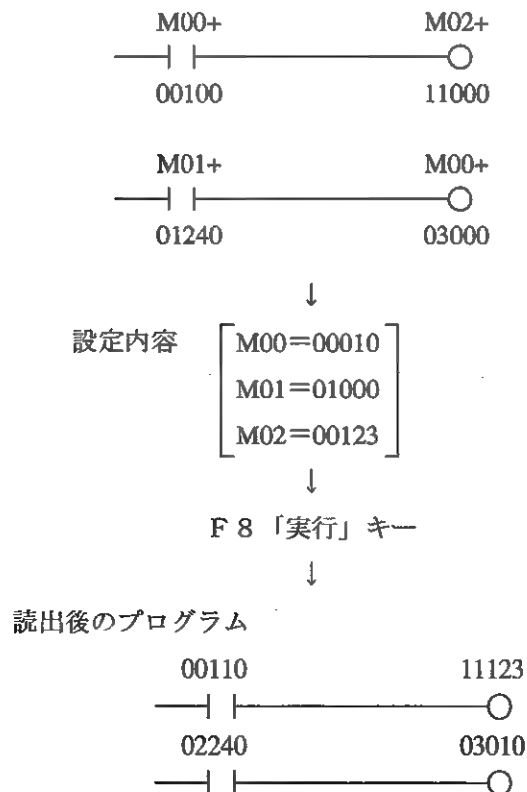 M00+ M02+
00100 11000
M01+ M00+
01240 03000
↓
設定内容 M00=00010
M01=01000
M02=00123
↓
F8「実行」キー
↓
読出後のプログラム
00110 11123
02240 03010